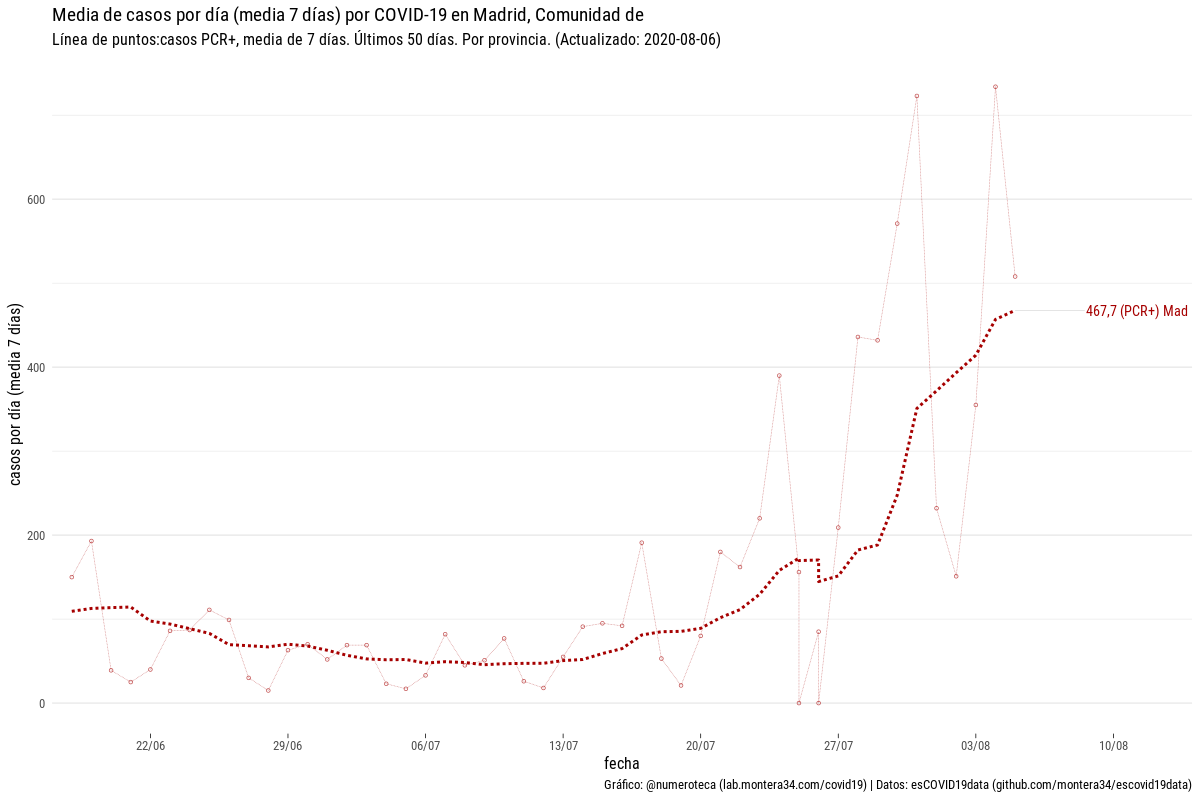 Media de casos por día (media 7 días) por COVID-19 en Madrid, Comunidad de
Línea de puntos:casos PCR+, media de 7 días. Últimos 50 días. Por provincia. (Actualizado: 2020-08-06)
casos por día (media 7 días)
600
400
200
0
467,7 (PCR+) Mad
22/06
29/06
06/07
13/07
20/07
27/07
03/08
10/08
fecha
Gráfico: @numeroteca (lab.montera34.com/covid19) | Datos: esCOVID19data (github.com/montera34/escovid19data)